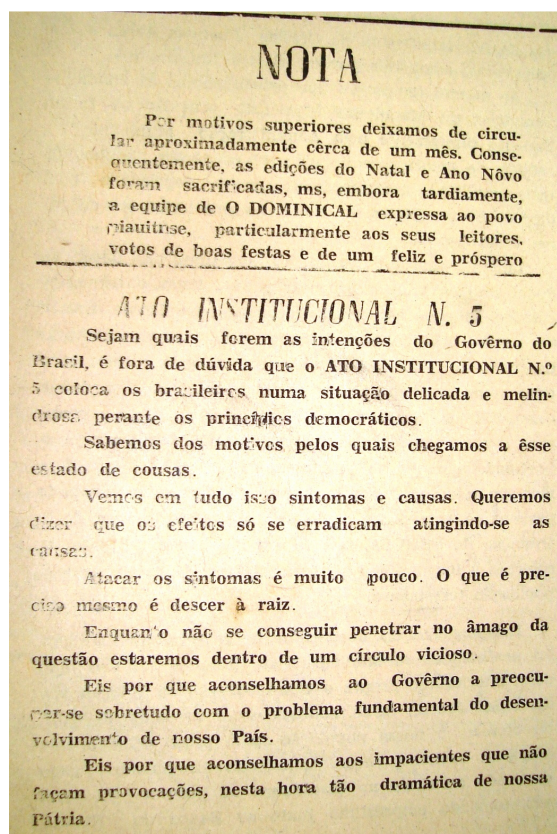 NOTA
Por motivos superiores deixamos de circu-
lar aproximadamente cêrca de um mês. Conse-
quentemente, as edições do Natal e Ano Nôvo
foram sacrificadas, ms, embora tardiamente,
a equipe de O DOMINICAL expressa ao povo
piauitnse, particularmente aos seus leitores,
votos de boas festas e de um feliz e próspero
ATO INSTITUCIONAL N. 5
Sejam quais forem as intenções do Govêrno do
Brasil, é fora de dúvida que o ATO INSTITUCIONAL N.º
5 coloca os brasileiros numa situação delicada e melin-
drosa perante os princípios democráticos.
Sabemos dos motivos pelos quais chegamos a êsse
estado de cousas.
Vemos em tudo isso sintomas e causas. Queremos
dizer que os efeitos só se erradicam atingindo-se as
causas.
Atacar os sintomas é muito pouco. O que é pre-
ciso mesmo é descer à raiz.
Enquanto não se conseguir penetrar no âmago da
questão estaremos dentro de um círculo vicioso.
Eis por que aconselhamos ao Govêrno a preocu-
par-se sobretudo com o problema fundamental do desen-
volvimento de nosso País.
Eis por que aconselhamos aos impacientes que não
façam provocações, nesta hora tão dramática de nossa
Pátria.